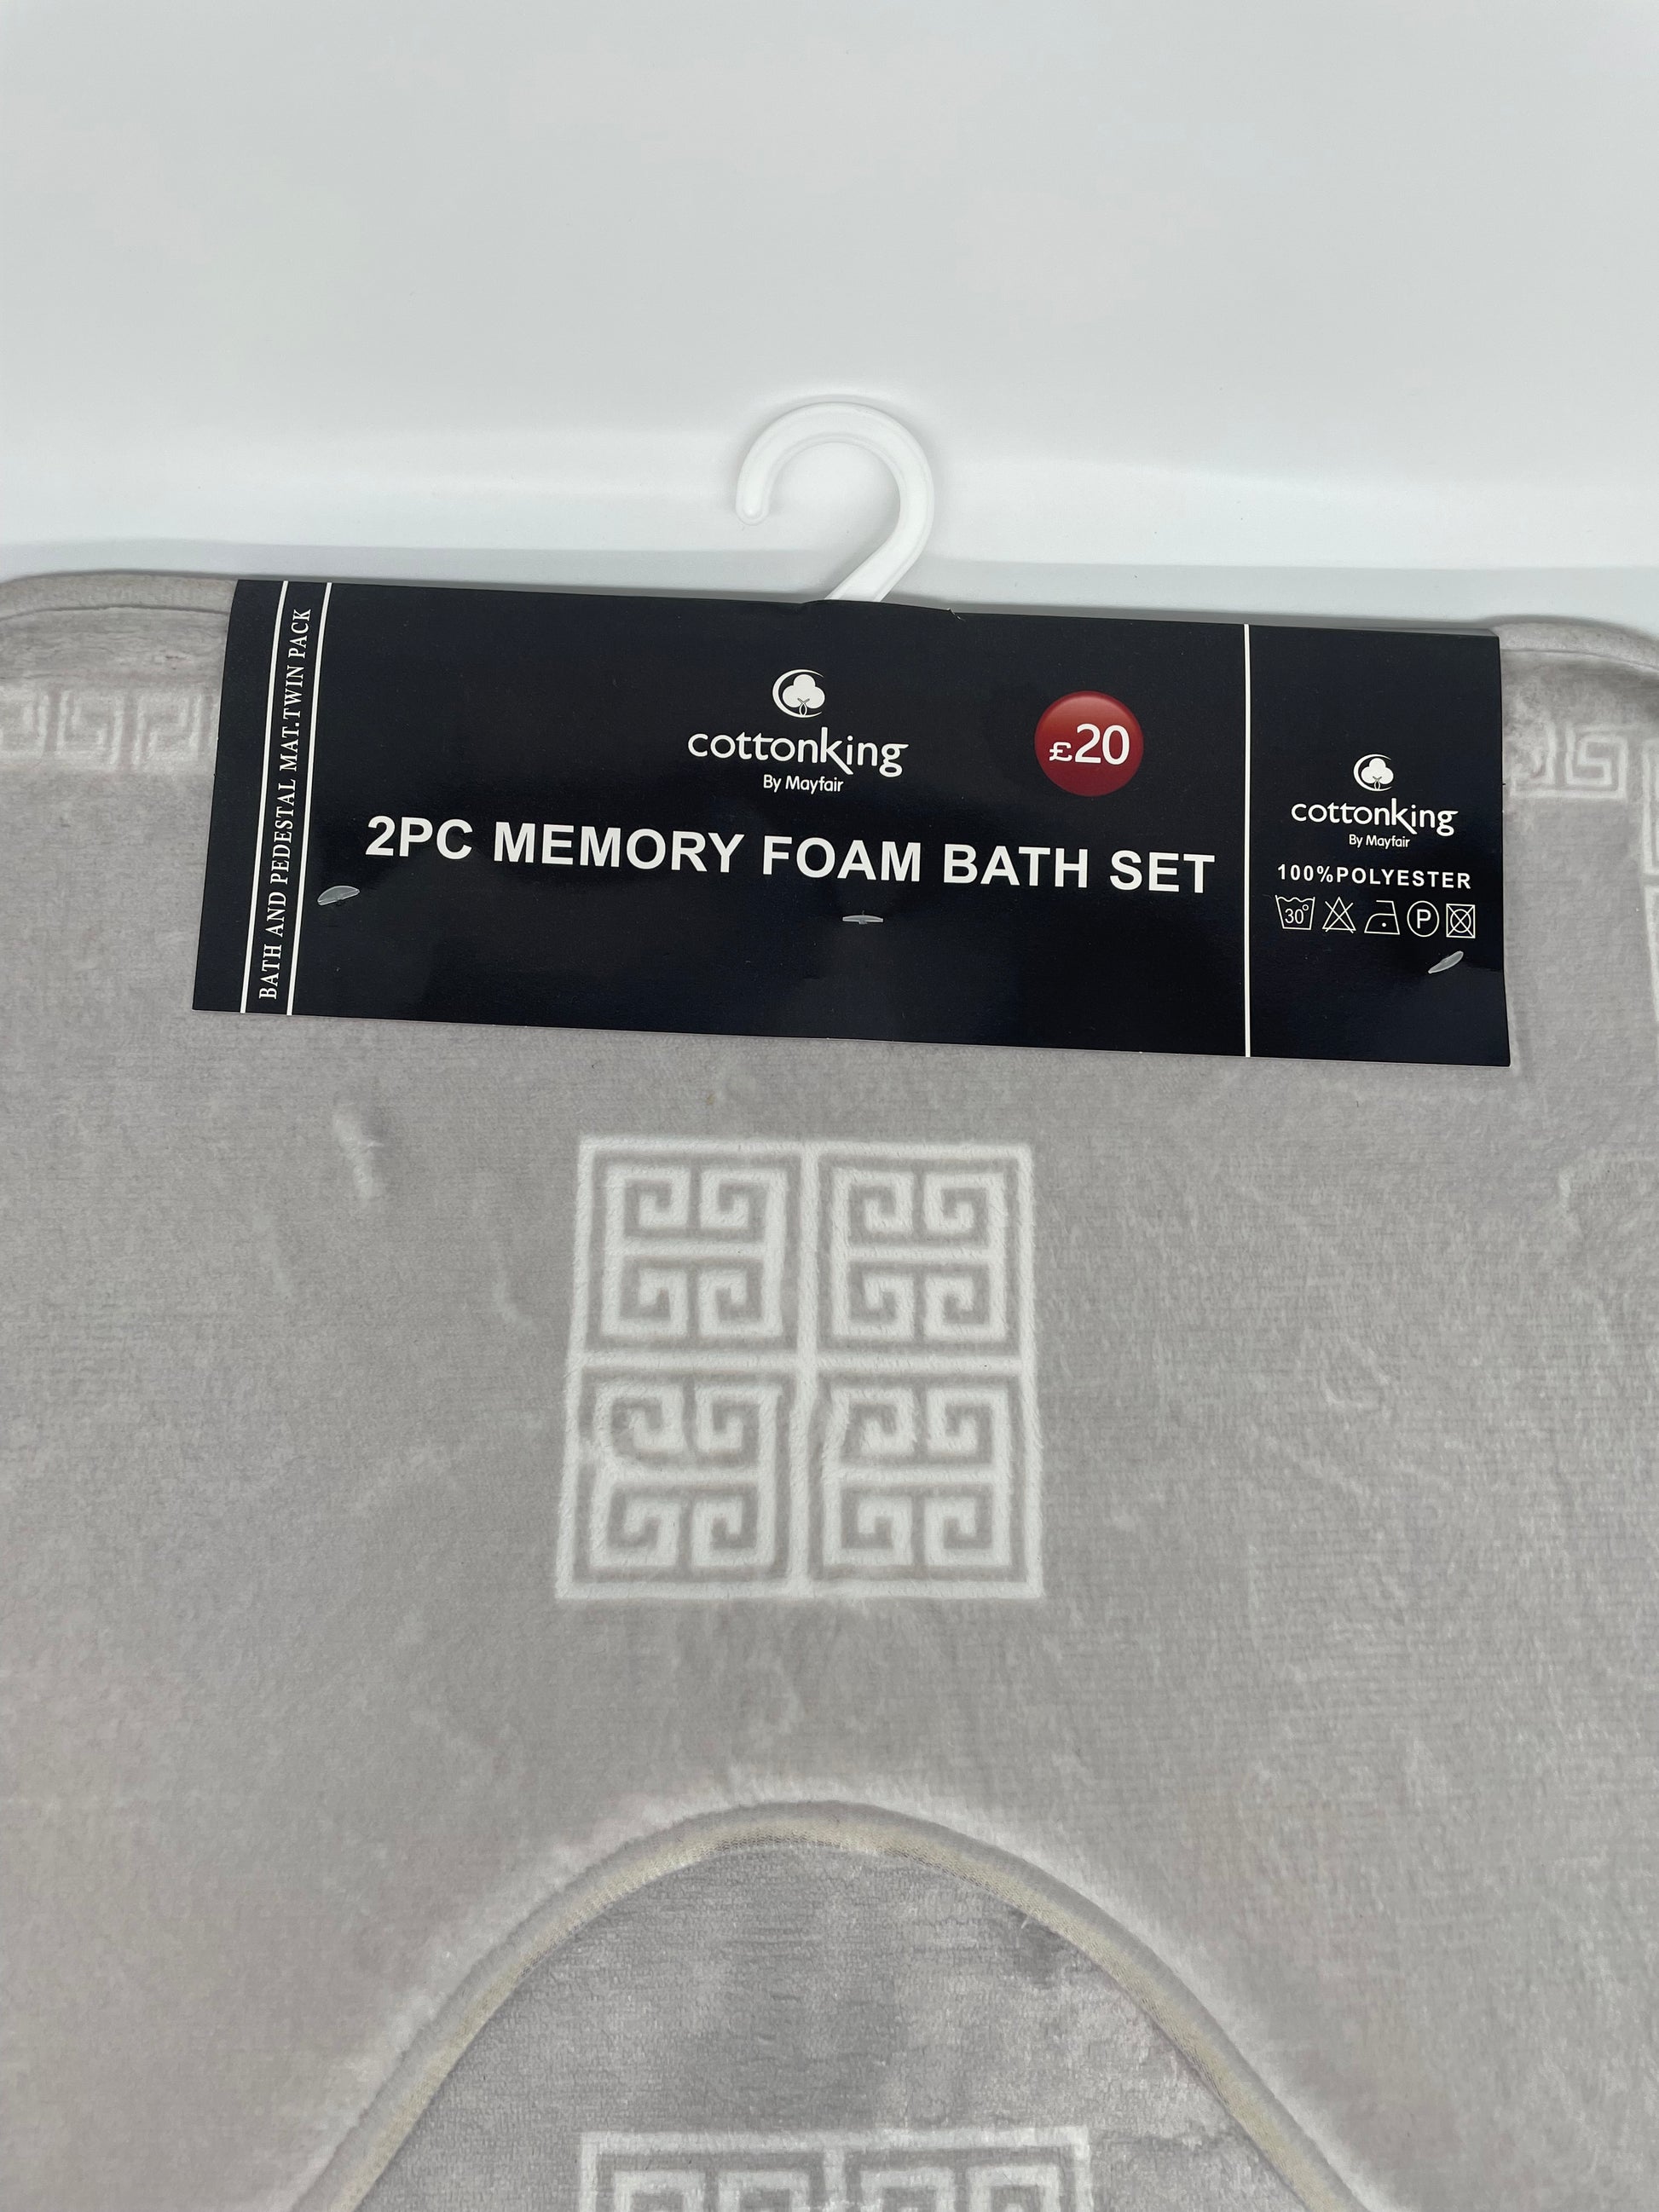 BATH AND PEDESTAL MAT.TWIN PACK
cottonking
By Mayfair
£20
2PC MEMORY FOAM BATH SET
cottonking
By Mayfair
100%POLYESTER
30° P